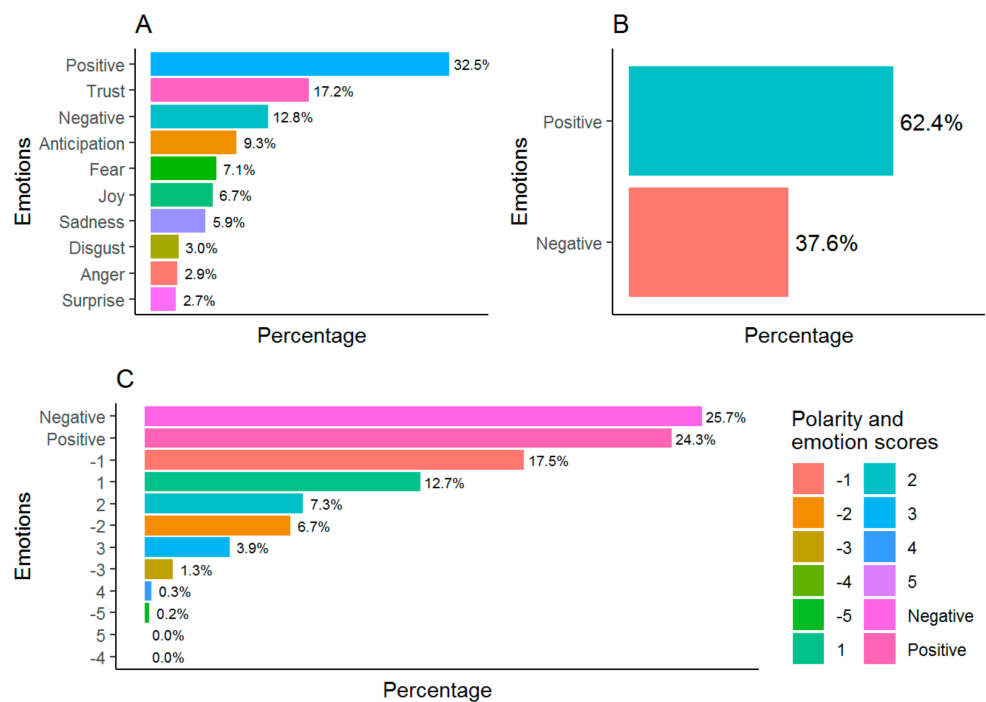 A
Emotions
Positive 32.5%
Trust 17.2%
Negative 12.8%
Anticipation 9.3%
Fear 7.1%
Joy 6.7%
Sadness 5.9%
Disgust 3.0%
Anger 2.9%
Surprise 2.7%
Percentage
B
Emotions
Positive 62.4%
Negative 37.6%
Percentage
C
Emotions
Negative 25.7%
Positive 24.3%
-1 17.5%
1 12.7%
2 7.3%
-2 6.7%
3 3.9%
-3 1.3%
4 0.3%
-5 0.2%
5 0.0%
-4 0.0%
Percentage
Polarity and
emotion scores
-1 2
-2 3
-3 4
-4 5
-5 Negative
1 Positive